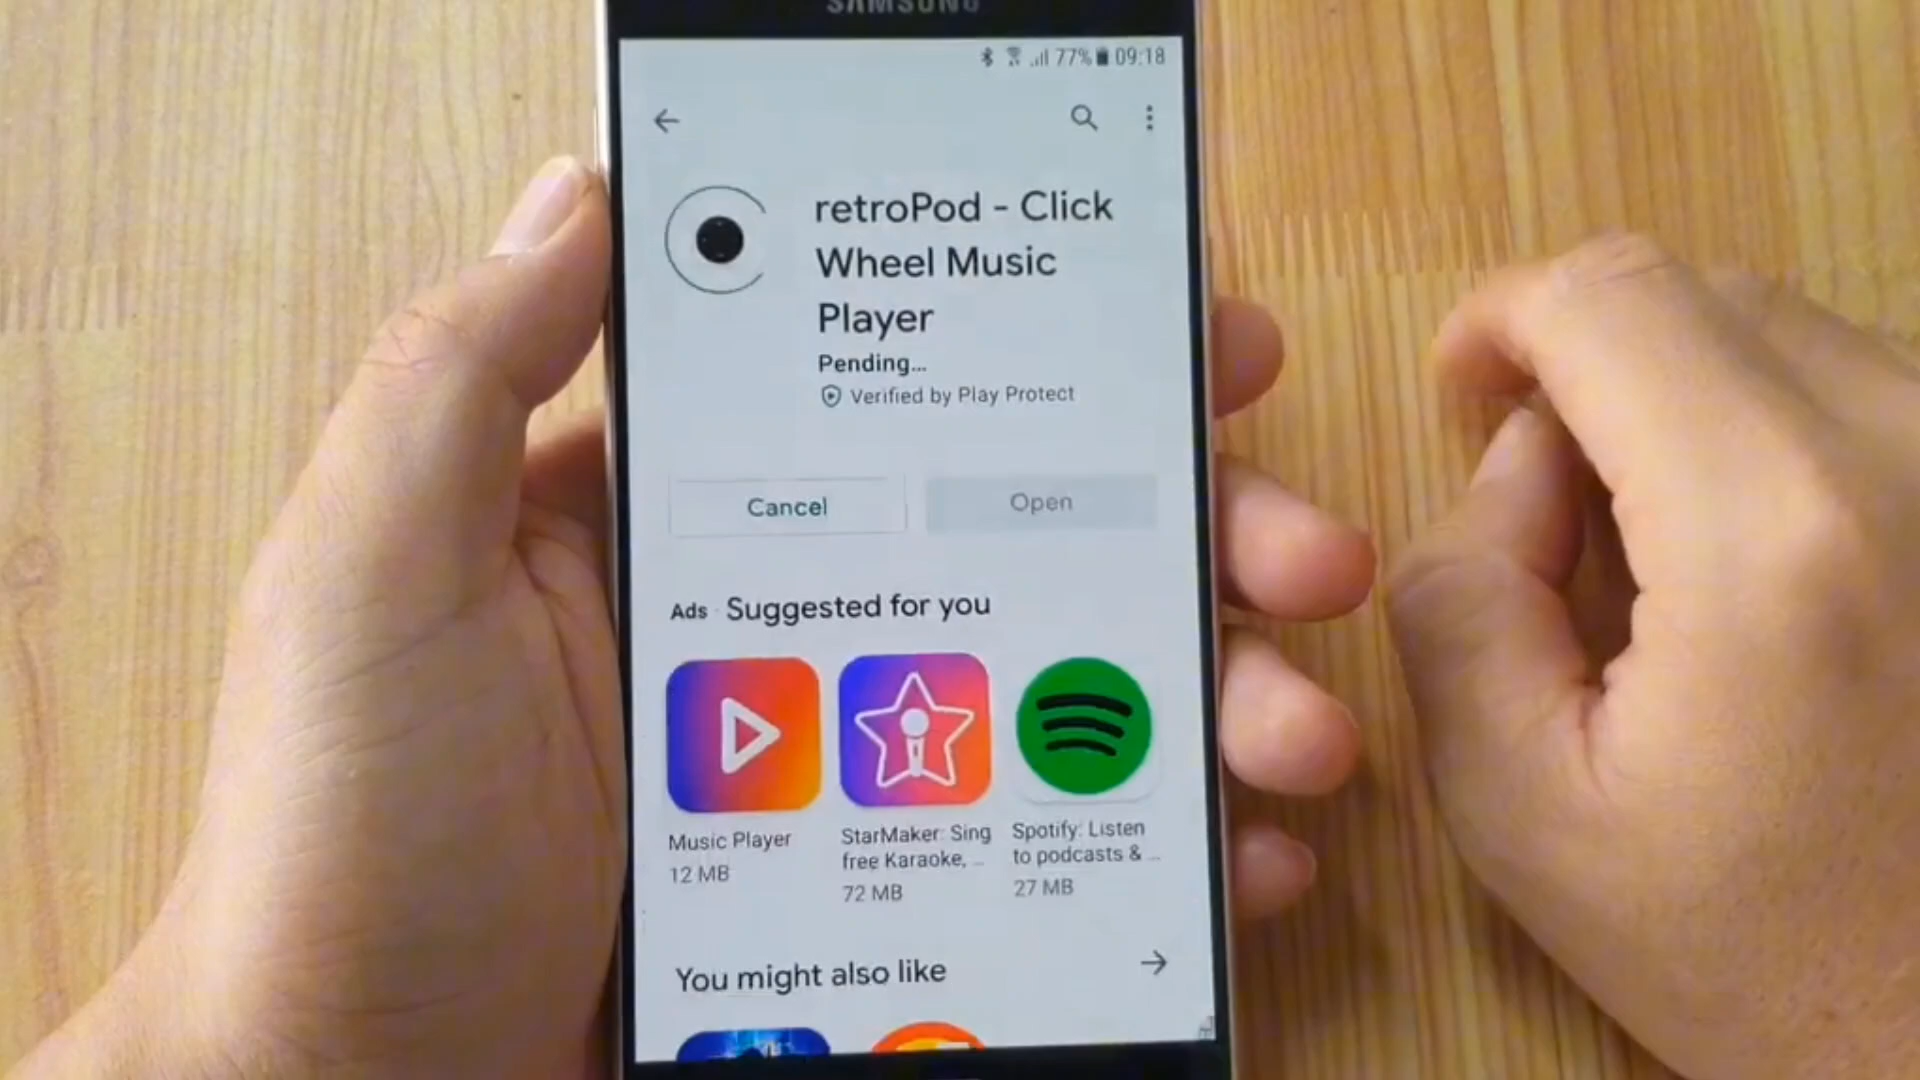 SAMSUNG
77% 09:18
retroPod - Click
Wheel Music
Player
Pending...
Verified by Play Protect
Cancel
Open
Ads · Suggested for you
Music Player
12 MB
StarMaker: Sing
free Karaoke, ...
72 MB
Spotify: Listen
to podcasts & ...
27 MB
You might also like